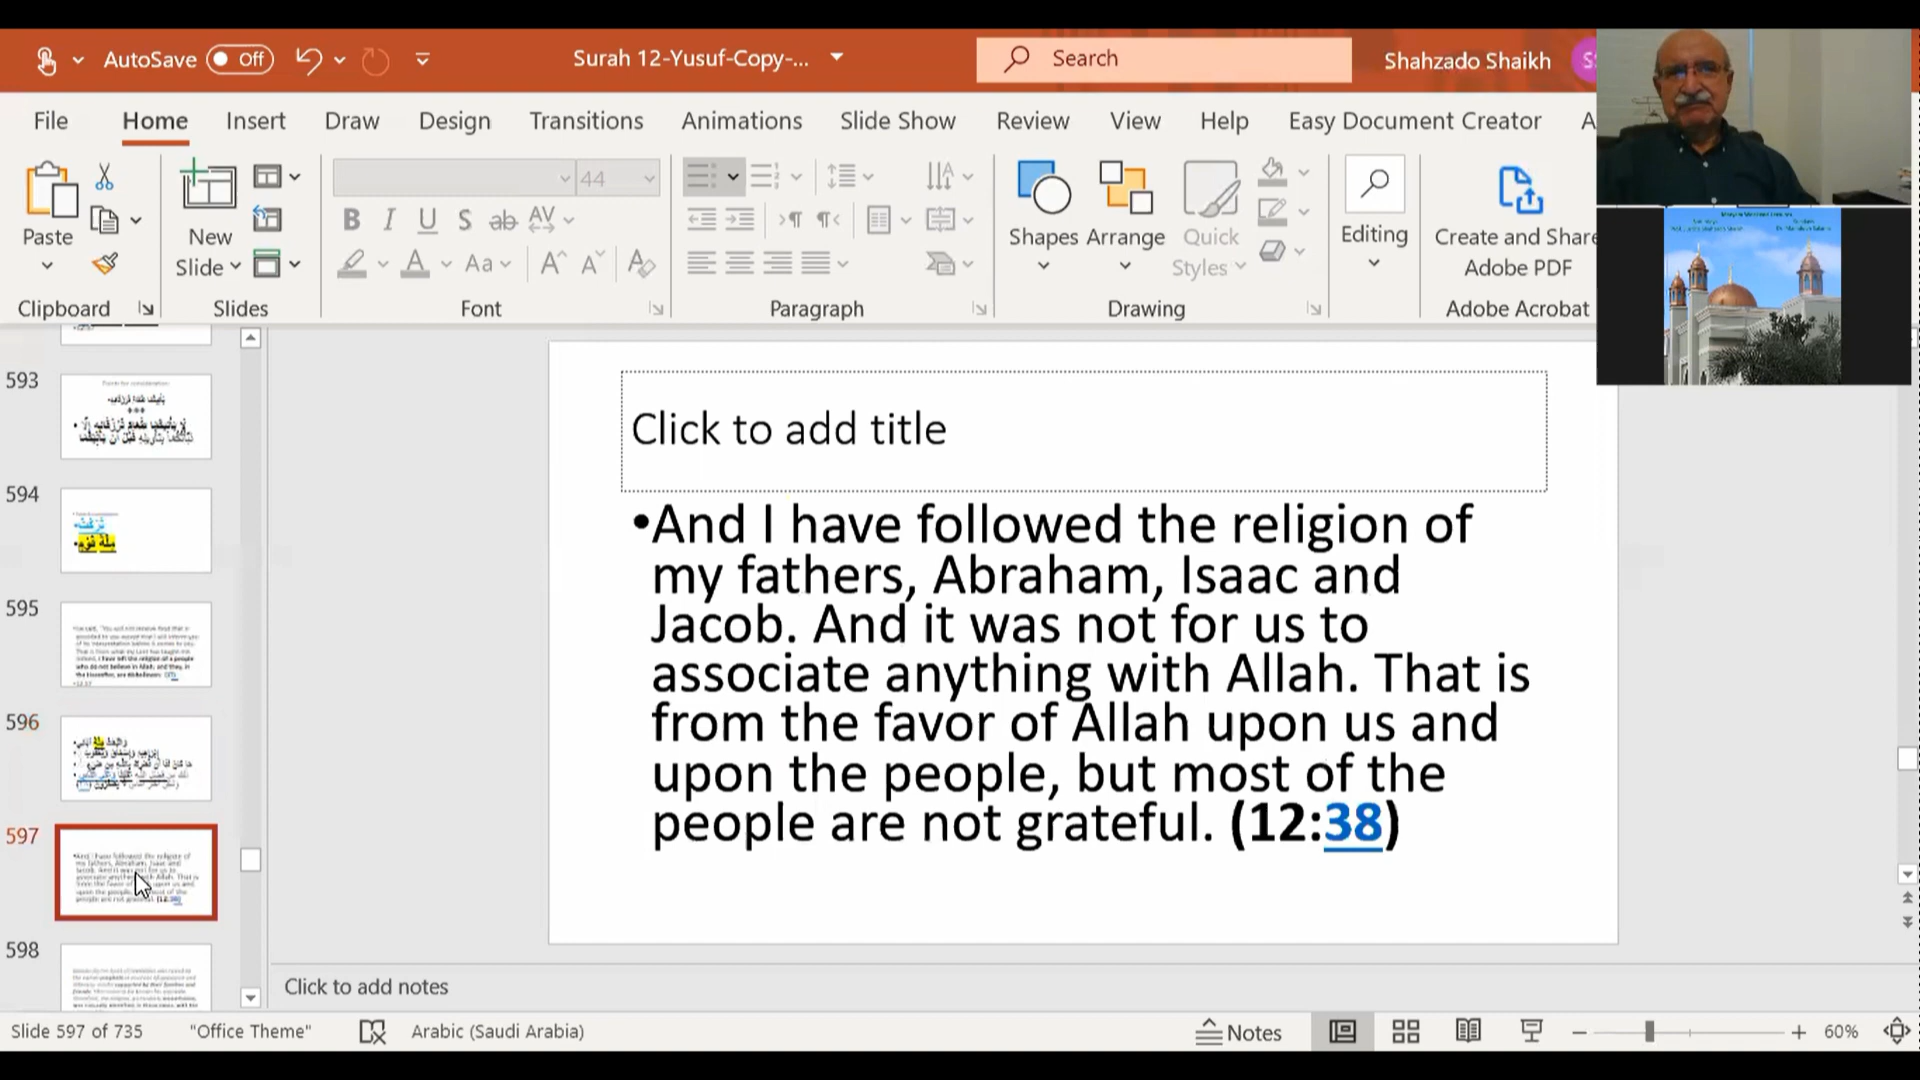 AutoSave Off
Surah 12-Yusuf-Copy-...
Search
Shahzado Shaikh
File Home Insert Draw Design Transitions Animations Slide Show Review View Help Easy Document Creator A
Paste
New
Slide
44
B I U S ab AV
A Aa A A
Shapes Arrange Quick
Styles
Editing
Create and Share
Adobe PDF
Clipboard Slides Font Paragraph Drawing Adobe Acrobat
593
594
595
596
597
598
Click to add title
•And I have followed the religion of
my fathers, Abraham, Isaac and
Jacob. And it was not for us to
associate anything with Allah. That is
from the favor of Allah upon us and
upon the people, but most of the
people are not grateful. (12:38)
Click to add notes
Slide 597 of 735 "Office Theme" Arabic (Saudi Arabia) Notes 60%